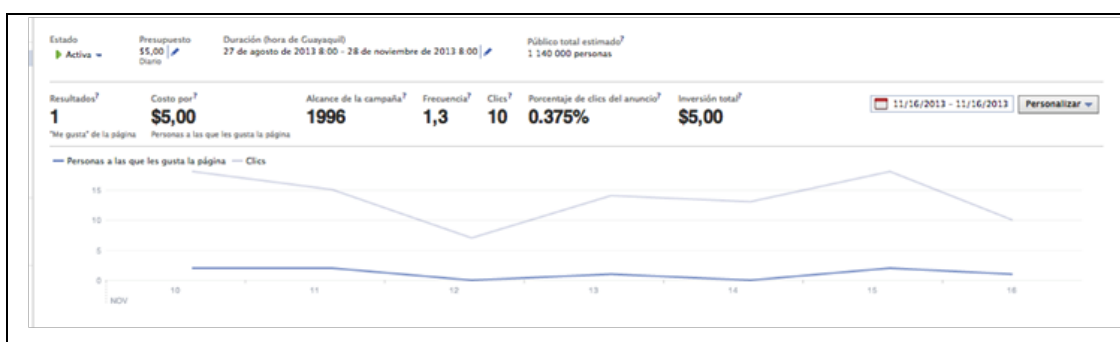 Estado Presupuesto Duración (hora de Guayaquil) Público total estimado?
Activa $5,00 27 de agosto de 2013 8:00 - 28 de noviembre de 2013 8:00 1 140 000 personas
Diario
Resultados? Costo por? Alcance de la campaña? Frecuencia? Clics? Porcentaje de clics del anuncio? Inversión total?
1 $5,00 1996 1,3 10 0.375% $5,00 11/16/2013 - 11/16/2013 Personalizar
"Me gusta" de la página Personas a las que les gusta la página
Personas a las que les gusta la página Clics
15
10
5
0
10 11 12 13 14 15 16
NOV